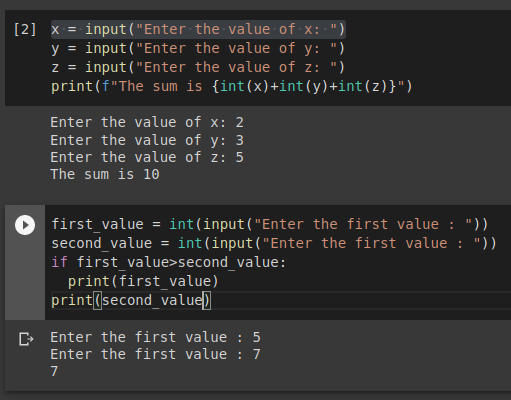 [2] x = input("Enter the value of x: ")
y = input("Enter the value of y: ")
z = input("Enter the value of z: ")
print(f"The sum is {int(x)+int(y)+int(z)}")
Enter the value of x: 2
Enter the value of y: 3
Enter the value of z: 5
The sum is 10
first_value = int(input("Enter the first value : "))
second_value = int(input("Enter the first value : "))
if first_value>second_value:
  print(first_value)
print(second_value)
Enter the first value : 5
Enter the first value : 7
7